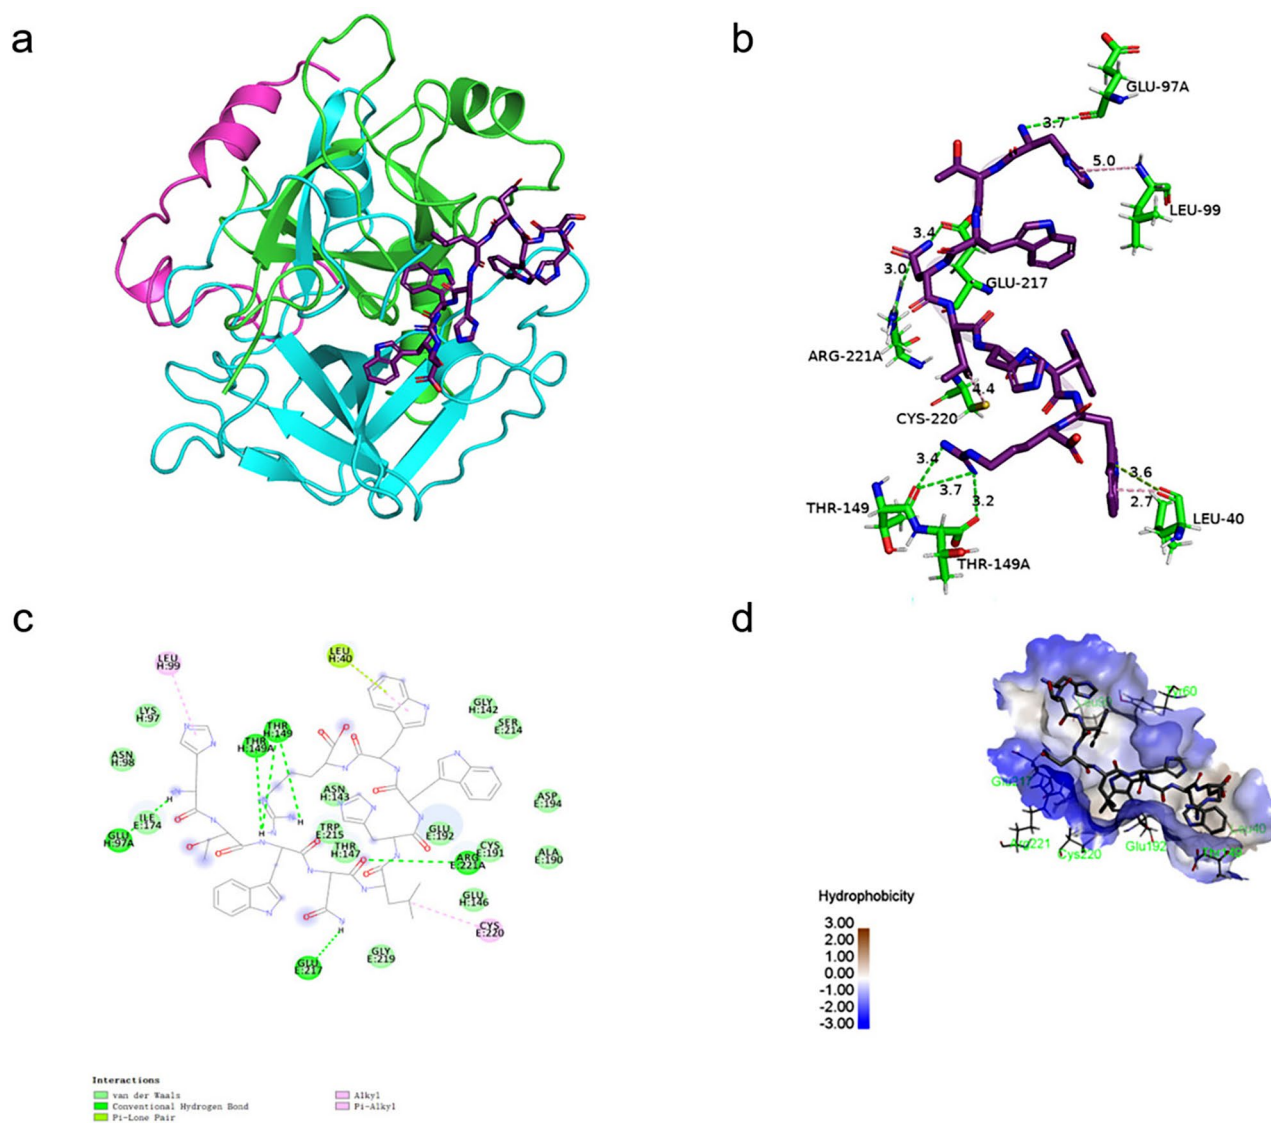 a
b
GLU-97A
3.7
5.0
LEU-99
3.4
3.0
GLU-217
ARG-221A
4.4
CYS-220
3.4
3.7
3.2
3.6
2.7
THR-149
LEU-40
THR-149A
c
d
LEU
H:99
LEU
H:40
LYS
H:97
GLY
H:142
SER
E:214
THR
H:149
THR
H:149A
ASN
H:98
ASN
H:143
ASP
E:194
ILE
E:174
GLU
H:97A
TRP
E:215
GLU
E:192
THR
H:147
CYS
E:191
ALA
E:190
ARG
E:221A
GLU
H:146
CYS
E:220
GLY
E:219
GLU
E:217
H
H
H
H
N
O
Tyr60
Glu217
Arg221
Cys220
Glu192
Hydrophobicity
3.00
2.00
1.00
0.00
-1.00
-2.00
-3.00
Interactions
van der Waals
Conventional Hydrogen Bond
Pi-Lone Pair
Alkyl
Pi-Alkyl